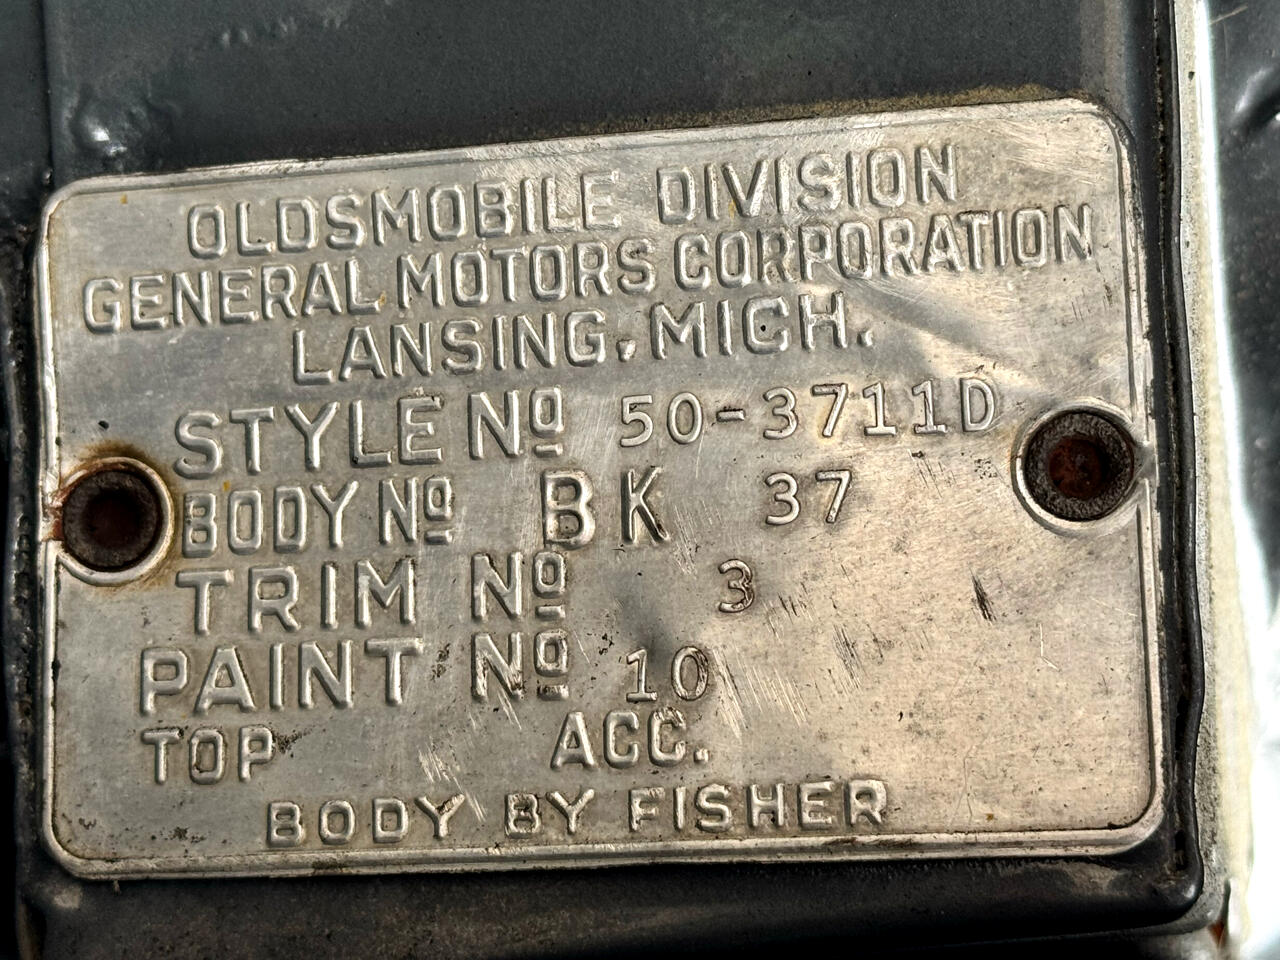 OLDSMOBILE DIVISION
GENERAL MOTORS CORPORATION
LANSING, MICH.
STYLE Nº 50-3711D
BODY Nº BK 37
TRIM Nº 3
PAINT Nº 10
TOP ACC.
BODY BY FISHER